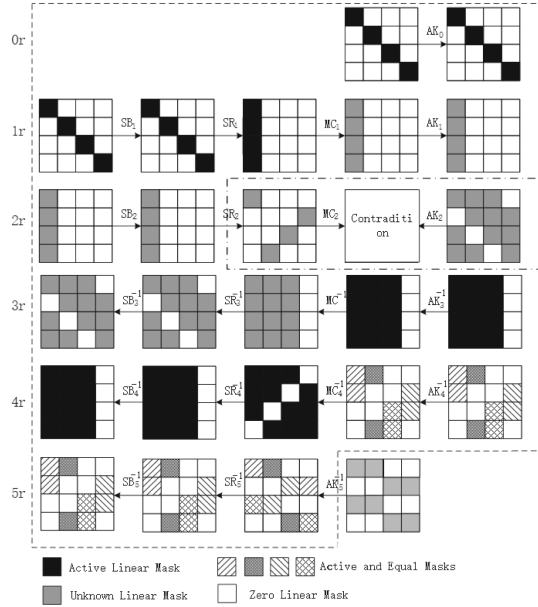 0r AK₀
1r SB₁ SR₁ MC₁ AK₁
2r SB₂ SR₂ MC₂ Contradition AK₂
3r SB₃⁻¹ SR₃⁻¹ MC⁻¹ AK₃⁻¹
4r SB₄⁻¹ SR₄⁻¹ MC₄⁻¹ AK₄⁻¹
5r SB₅⁻¹ SR₅⁻¹ AK₅⁻¹
Active Linear Mask Active and Equal Masks
Unknown Linear Mask Zero Linear Mask